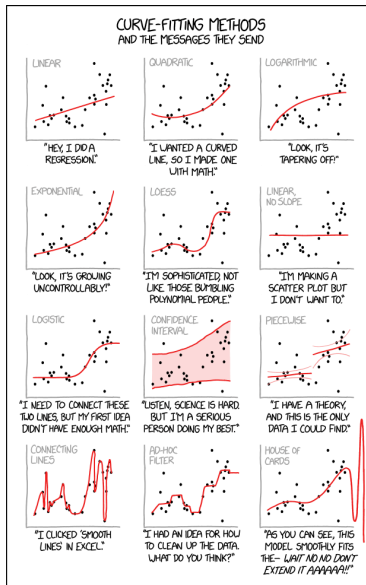 CURVE-FITTING METHODS
AND THE MESSAGES THEY SEND
LINEAR
"HEY, I DID A
REGRESSION."
QUADRATIC
"I WANTED A CURVED
LINE, SO I MADE ONE
WITH MATH."
LOGARITHMIC
"LOOK, IT'S
TAPERING OFF!"
EXPONENTIAL
"LOOK, IT'S GROWING
UNCONTROLLABLY!"
LOESS
"I'M SOPHISTICATED, NOT
LIKE THOSE BUMBLING
POLYNOMIAL PEOPLE."
LINEAR,
NO SLOPE
"I'M MAKING A
SCATTER PLOT BUT
I DON'T WANT TO."
LOGISTIC
"I NEED TO CONNECT THESE
TWO LINES, BUT MY FIRST IDEA
DIDN'T HAVE ENOUGH MATH."
CONFIDENCE
INTERVAL
"LISTEN, SCIENCE IS HARD.
BUT I'M A SERIOUS
PERSON DOING MY BEST."
PIECEWISE
"I HAVE A THEORY,
AND THIS IS THE ONLY
DATA I COULD FIND."
CONNECTING
LINES
"I CLICKED 'SMOOTH
LINES' IN EXCEL."
AD-HOC
FILTER
"I HAD AN IDEA FOR HOW
TO CLEAN UP THE DATA.
WHAT DO YOU THINK?"
HOUSE OF
CARDS
"AS YOU CAN SEE, THIS
MODEL SMOOTHLY FITS
THE- WAIT NO NO DON'T
EXTEND IT AAAAAA!!"